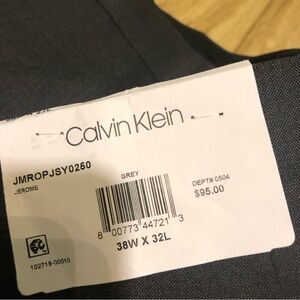 Calvin Klein
JMROPJSY0250
JEROME
GREY
DEPT# 0504
$95.00
8 00773 44721 3
38W X 32L
102719-00010